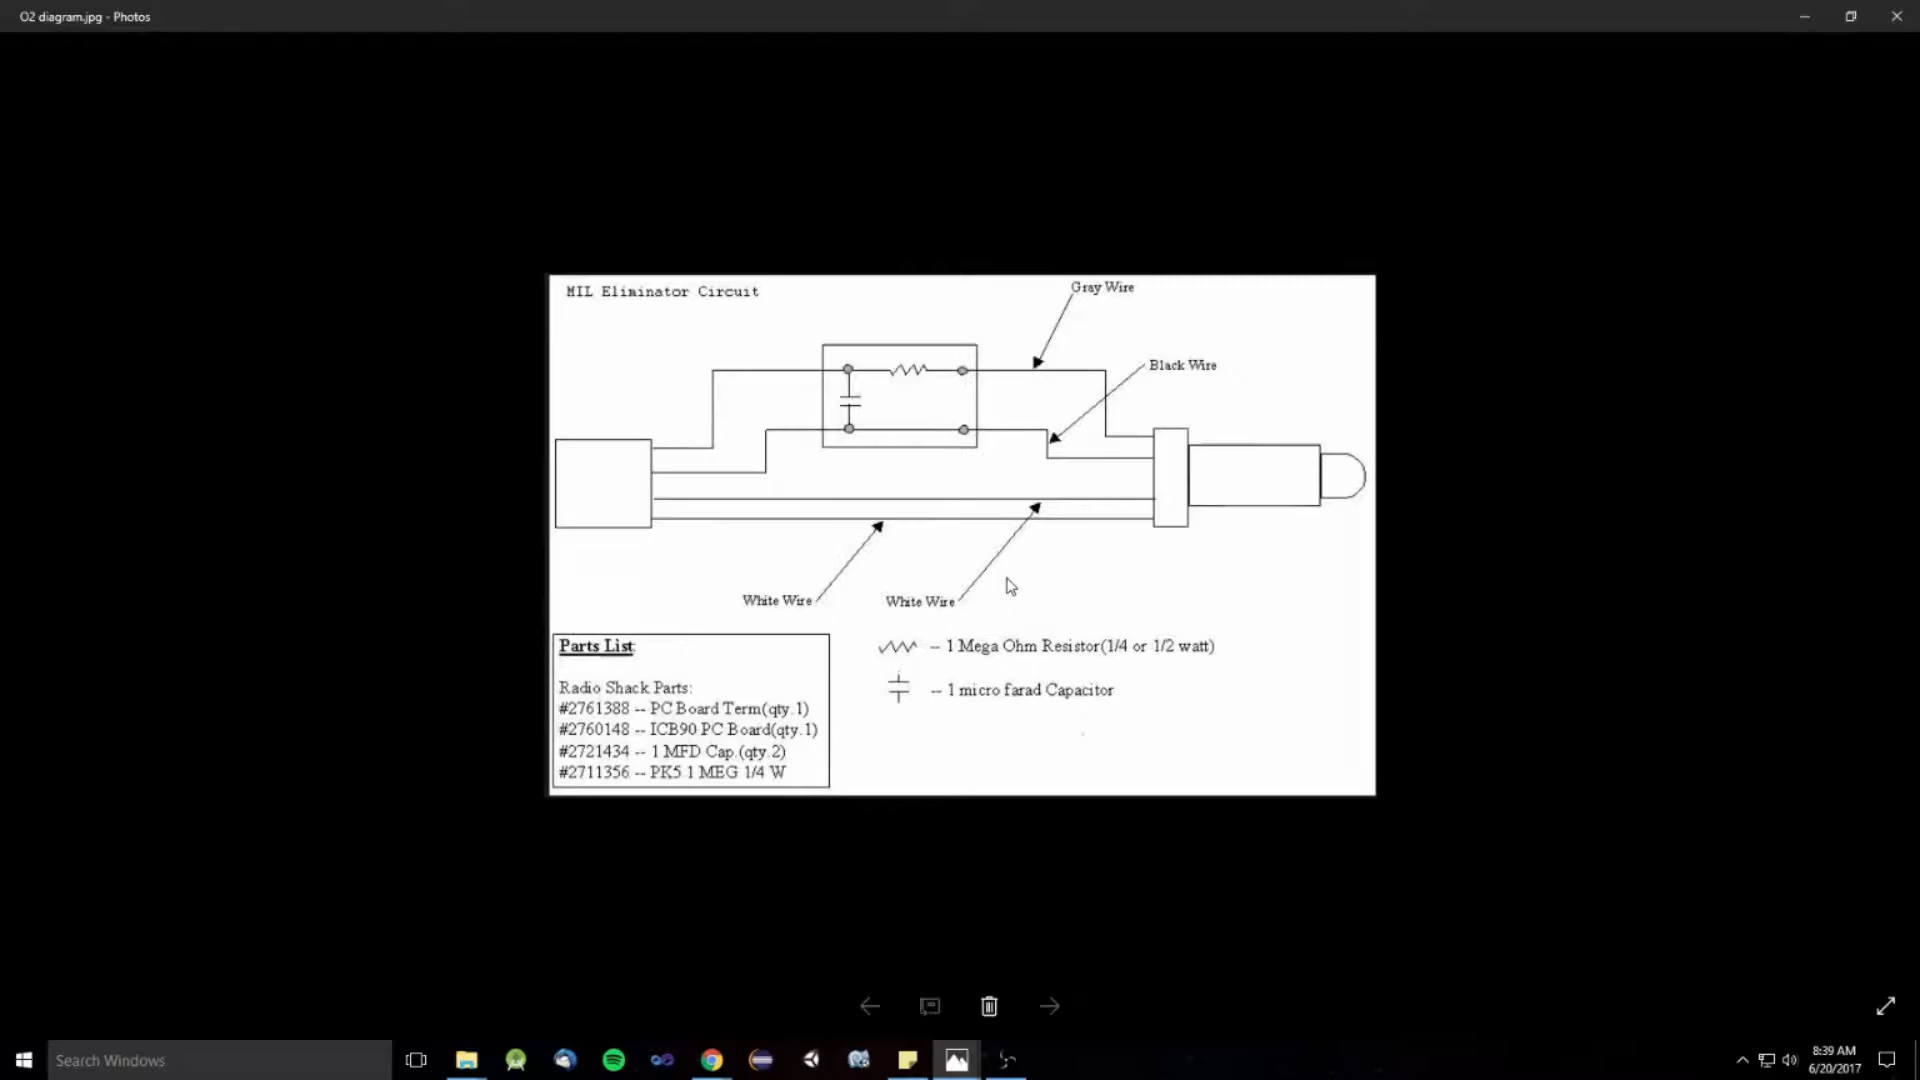 O2 diagram.jpg - Photos
MIL Eliminator Circuit
Gray Wire
Black Wire
White Wire
White Wire
Parts List:
Radio Shack Parts:
#2761388 -- PC Board Term(qty.1)
#2760148 -- ICB90 PC Board(qty.1)
#2721434 -- 1 MFD Cap.(qty.2)
#2711356 -- PK5 1 MEG 1/4 W
-- 1 Mega Ohm Resistor(1/4 or 1/2 watt)
-- 1 micro farad Capacitor
Search Windows
8:39 AM
6/20/2017